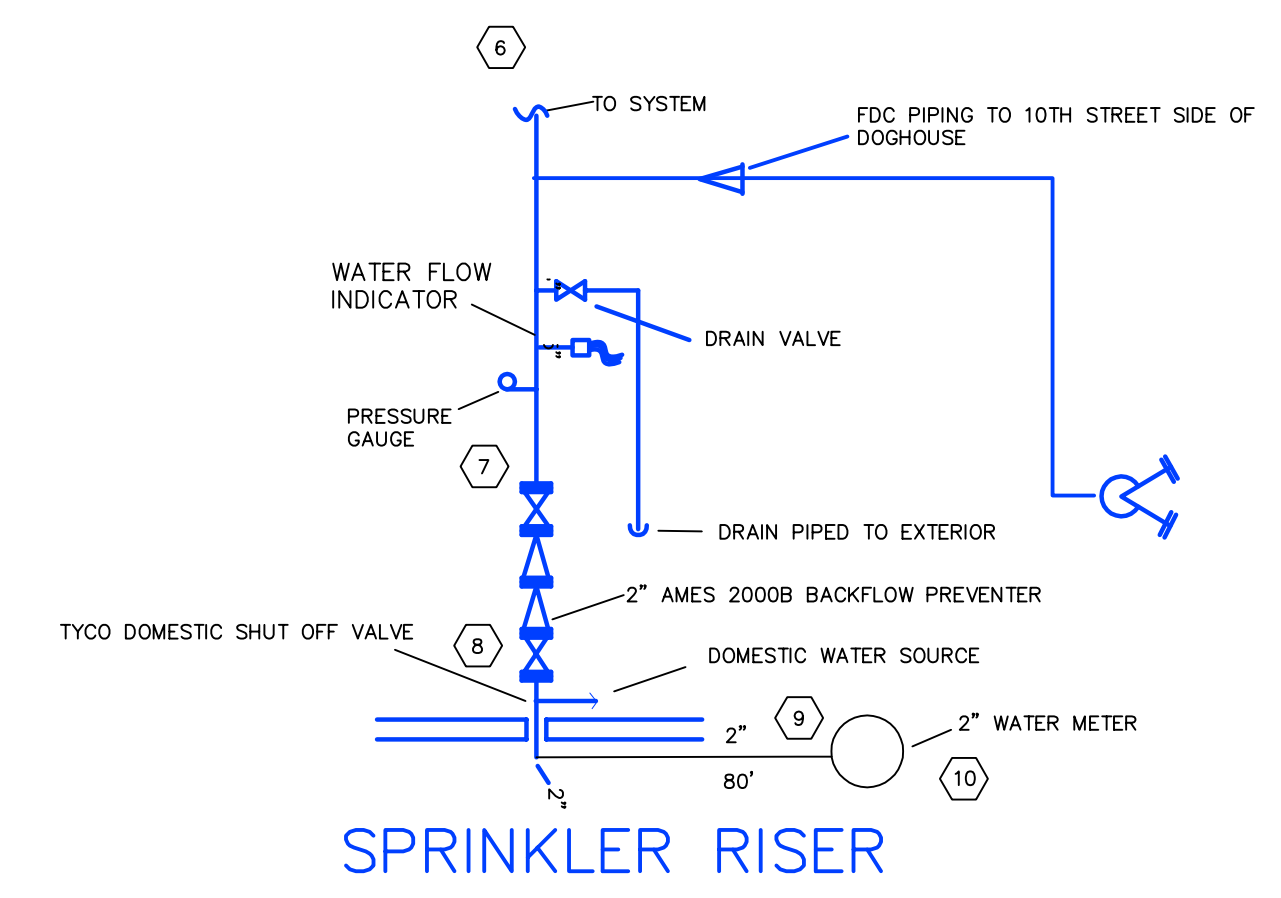 6
TO SYSTEM
FDC PIPING TO 10TH STREET SIDE OF
DOGHOUSE
WATER FLOW
INDICATOR
DRAIN VALVE
PRESSURE
GAUGE
7
DRAIN PIPED TO EXTERIOR
2" AMES 2000B BACKFLOW PREVENTER
TYCO DOMESTIC SHUT OFF VALVE
8
DOMESTIC WATER SOURCE
9
2"
2" WATER METER
80'
10
2"
SPRINKLER RISER